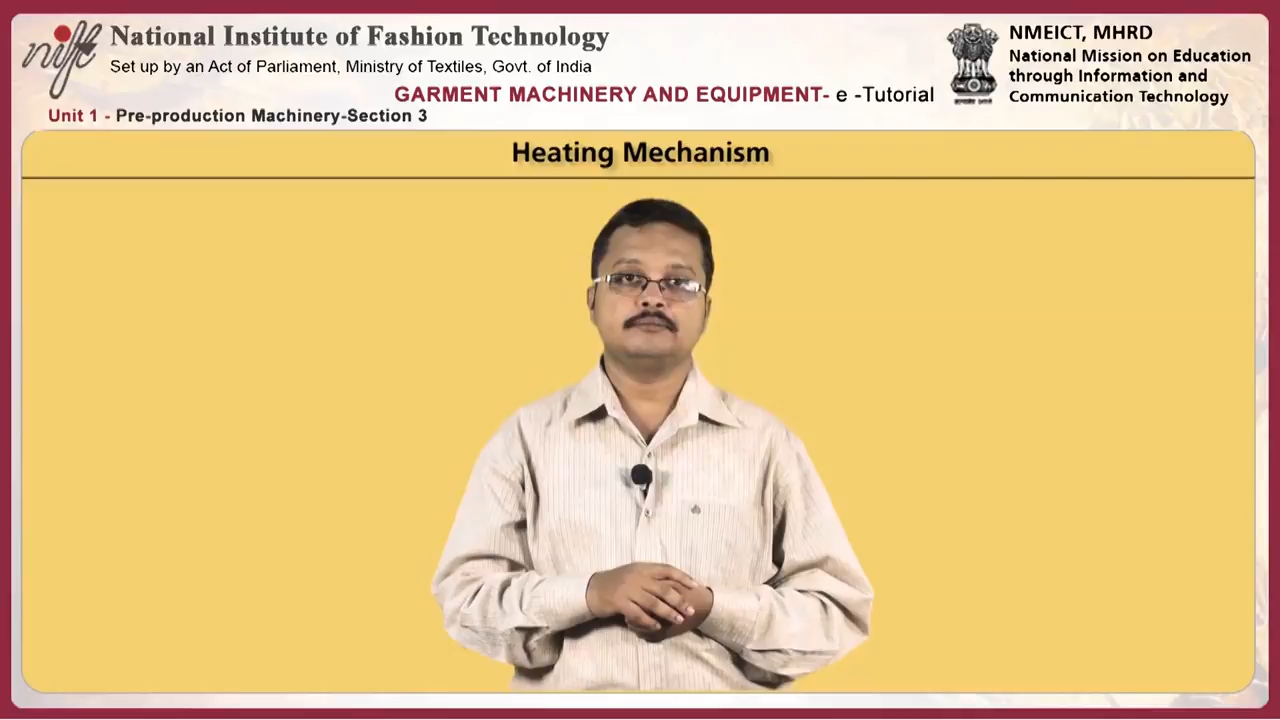 nift
National Institute of Fashion Technology
Set up by an Act of Parliament, Ministry of Textiles, Govt. of India
NMEICT, MHRD
National Mission on Education
through Information and
Communication Technology
GARMENT MACHINERY AND EQUIPMENT- e -Tutorial
Unit 1 - Pre-production Machinery-Section 3
Heating Mechanism